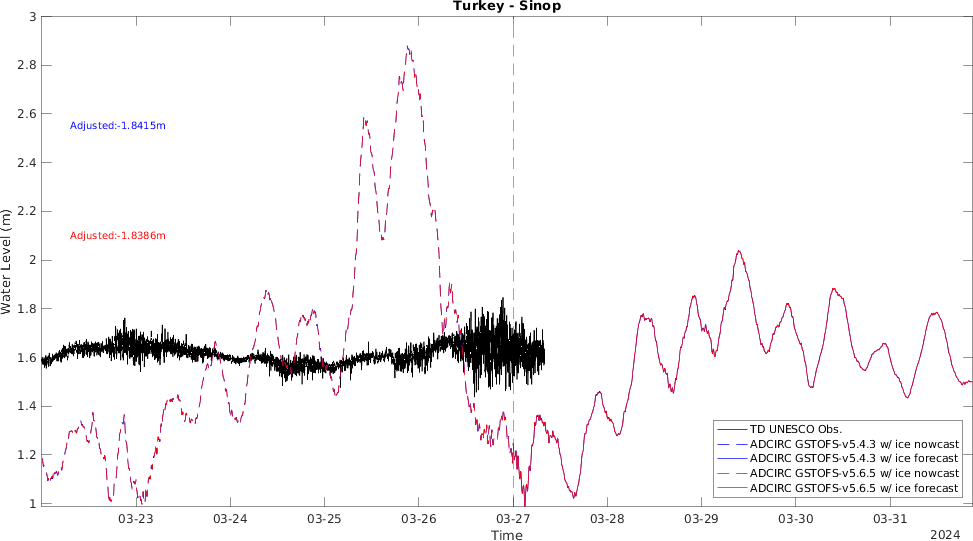 Turkey - Sinop
3
2.8
2.6
2.4
2.2
2
1.8
1.6
1.4
1.2
1
Water Level (m)
Adjusted:-1.8415m
Adjusted:-1.8386m
TD UNESCO Obs.
ADCIRC GSTOFS-v5.4.3 w/ ice nowcast
ADCIRC GSTOFS-v5.4.3 w/ ice forecast
ADCIRC GSTOFS-v5.6.5 w/ ice nowcast
ADCIRC GSTOFS-v5.6.5 w/ ice forecast
03-23 03-24 03-25 03-26 03-27 03-28 03-29 03-30 03-31
Time
2024